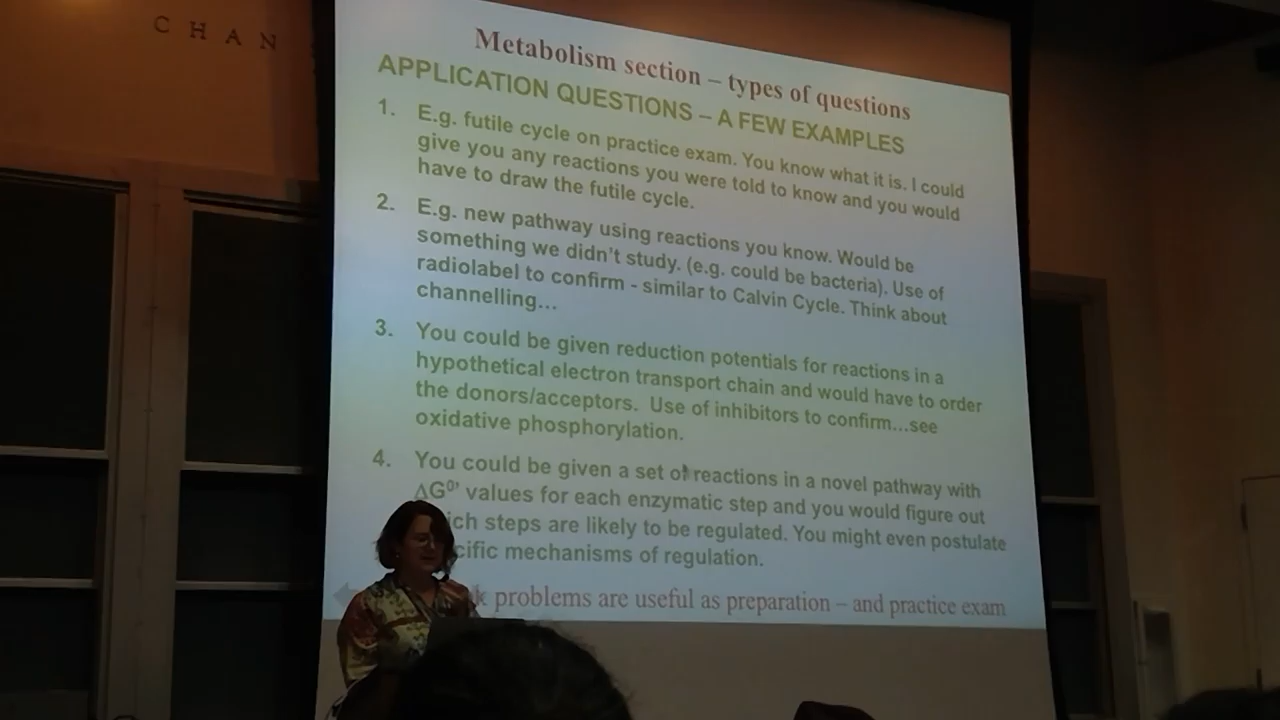 CHAN
Metabolism section – types of questions
APPLICATION QUESTIONS – A FEW EXAMPLES
1. E.g. futile cycle on practice exam. You know what it is. I could
give you any reactions you were told to know and you would
have to draw the futile cycle.
2. E.g. new pathway using reactions you know. Would be
something we didn't study. (e.g. could be bacteria). Use of
radiolabel to confirm - similar to Calvin Cycle. Think about
channelling…
3. You could be given reduction potentials for reactions in a
hypothetical electron transport chain and would have to order
the donors/acceptors. Use of inhibitors to confirm…see
oxidative phosphorylation.
4. You could be given a set of reactions in a novel pathway with
ΔG⁰' values for each enzymatic step and you would figure out
ich steps are likely to be regulated. You might even postulate
cific mechanisms of regulation.
k problems are useful as preparation – and practice exam